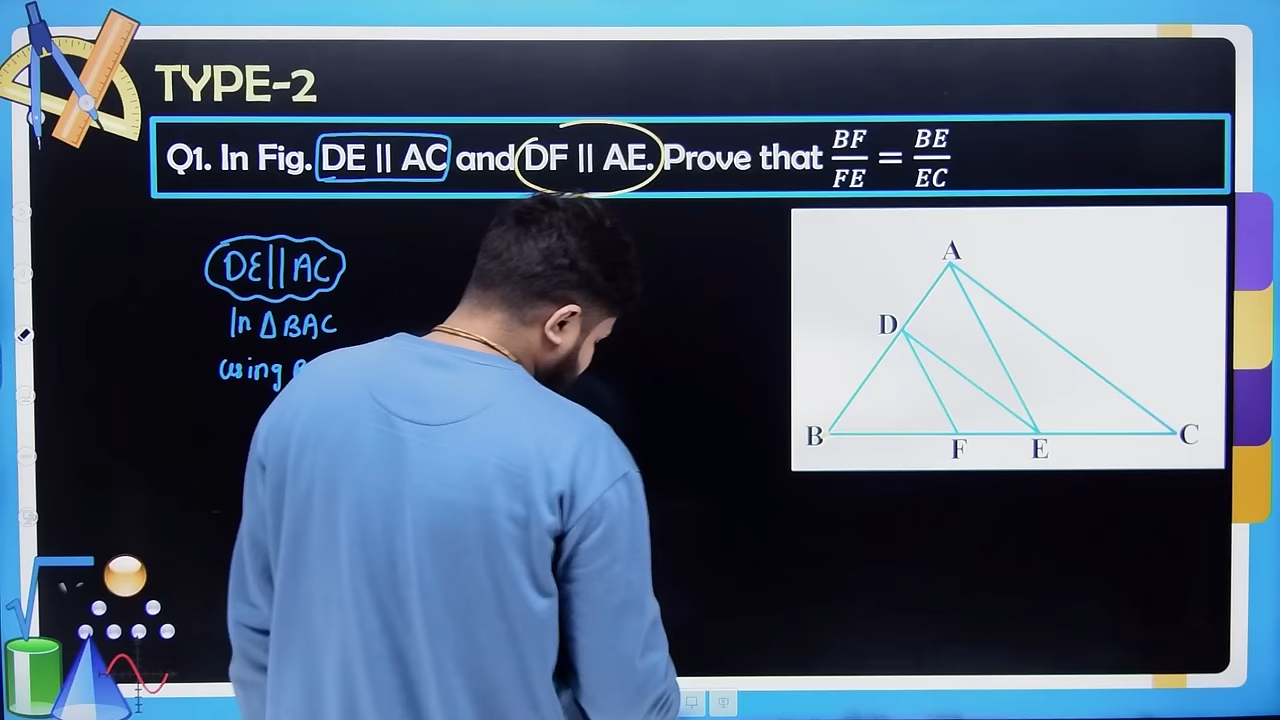 TYPE-2
Q1. In Fig. DE || AC and DF || AE. Prove that BF/FE = BE/EC
DE||AC
In △BAC
using
A
D
B
F
E
C